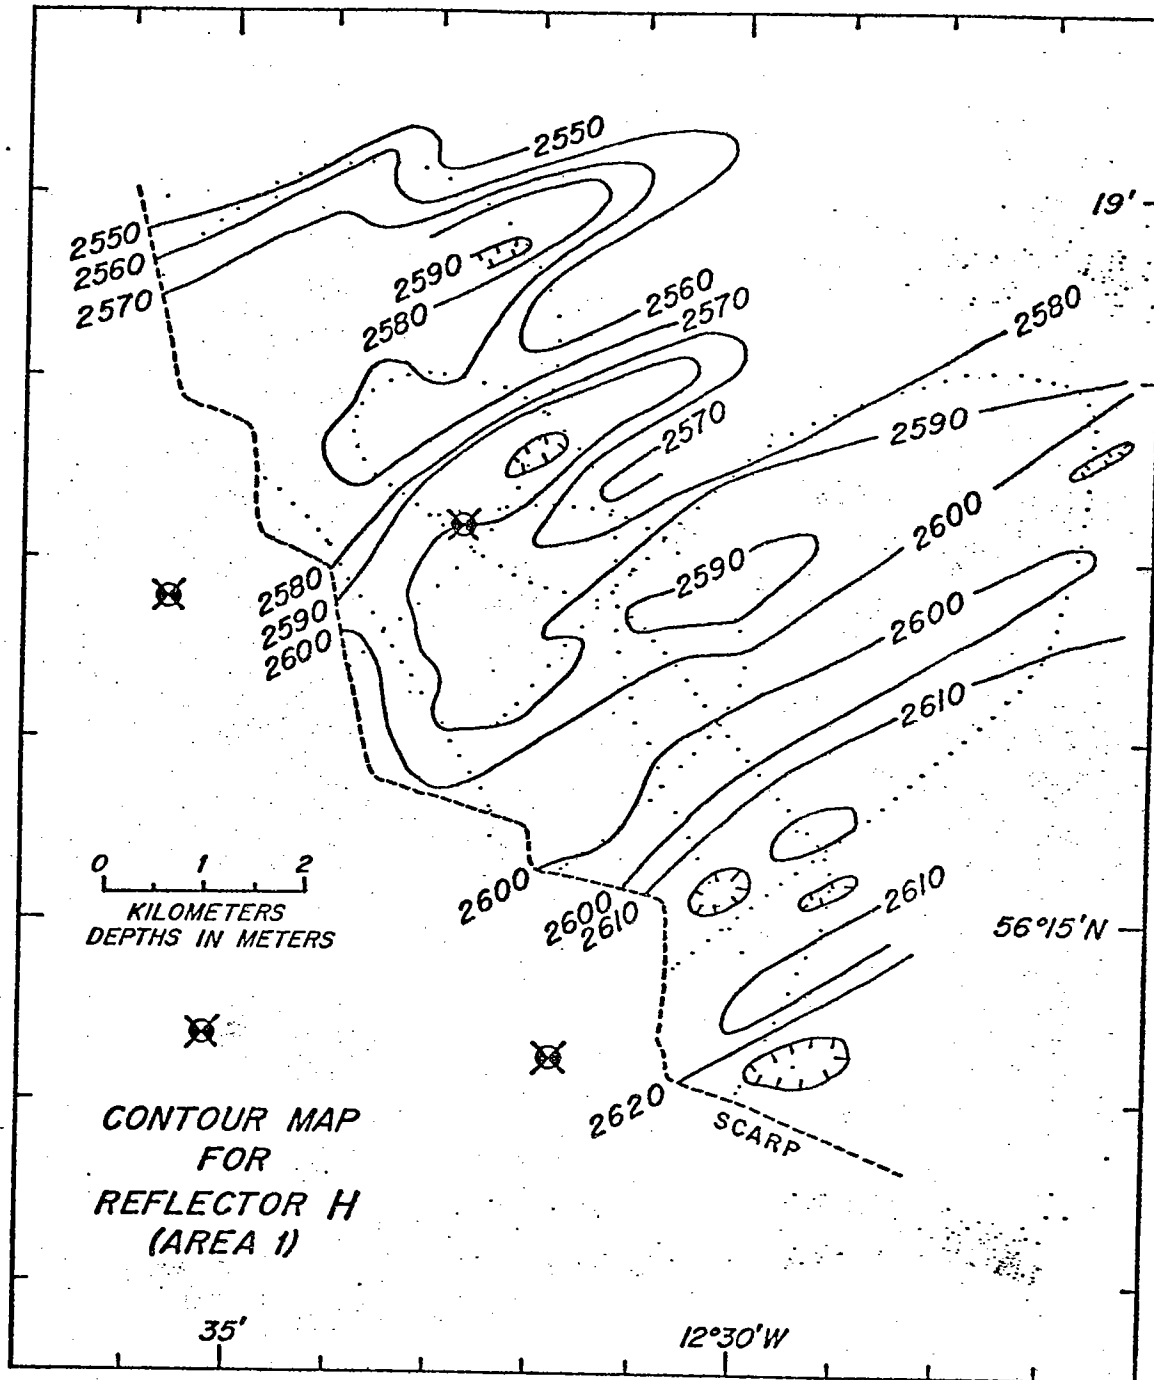 2550
19'
2550
2560
2570
2590
2580
2560
2570
2580
2570
2590
2600
2590
2580
2590
2600
2600
2610
0 1 2
KILOMETERS
DEPTHS IN METERS
2600
2600
2610
2610
56°15'N
2620
SCARP
CONTOUR MAP
FOR
REFLECTOR H
(AREA 1)
35'
12°30'W